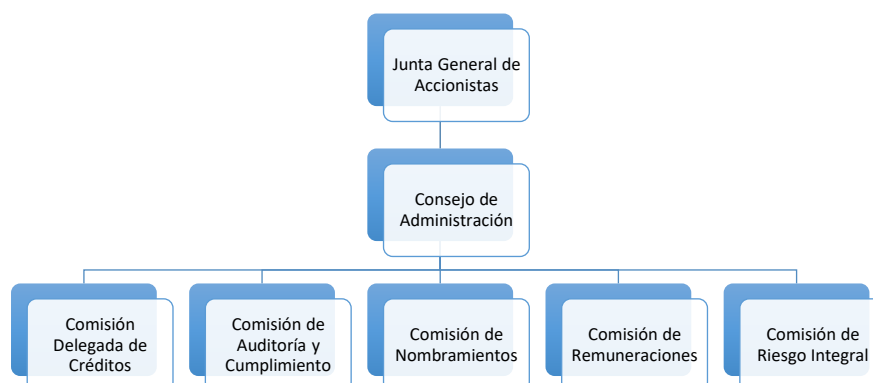 Junta General de
Accionistas
Consejo de
Administración
Comisión
Delegada de
Créditos
Comisión de
Auditoría y
Cumplimiento
Comisión de
Nombramientos
Comisión de
Remuneraciones
Comisión de
Riesgo Integral